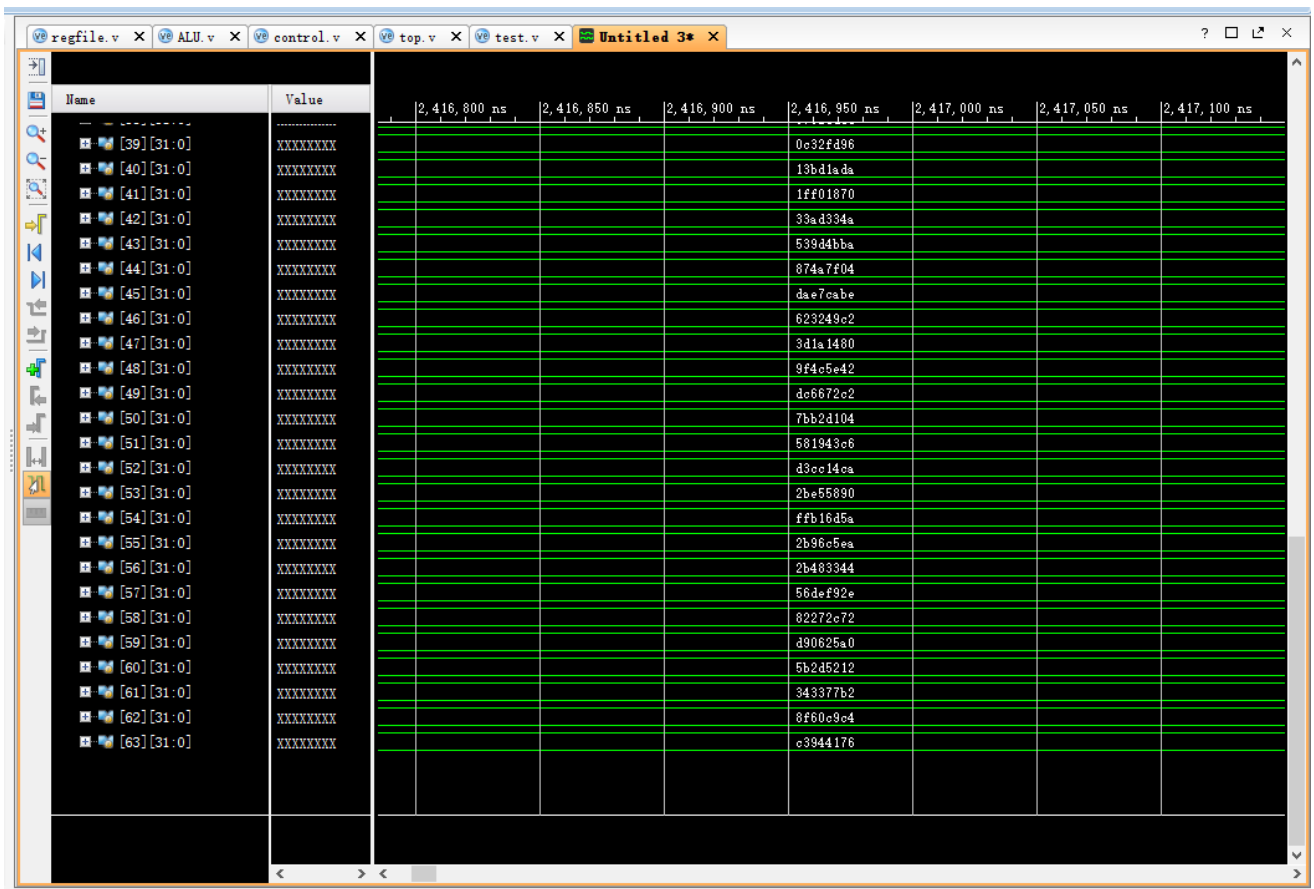 regfile.v X ALU.v X control.v X top.v X test.v X Untitled 3* X ?
Name Value 2,416,800 ns 2,416,850 ns 2,416,900 ns 2,416,950 ns 2,417,000 ns 2,417,050 ns 2,417,100 ns
[39][31:0] XXXXXXXX 0c32fd96
[40][31:0] XXXXXXXX 13bd1ada
[41][31:0] XXXXXXXX 1ff01870
[42][31:0] XXXXXXXX 33ad334a
[43][31:0] XXXXXXXX 539d4bba
[44][31:0] XXXXXXXX 874a7f04
[45][31:0] XXXXXXXX dae7cabe
[46][31:0] XXXXXXXX 623249c2
[47][31:0] XXXXXXXX 3d1a1480
[48][31:0] XXXXXXXX 9f4c5e42
[49][31:0] XXXXXXXX dc6672c2
[50][31:0] XXXXXXXX 7bb2d104
[51][31:0] XXXXXXXX 581943c6
[52][31:0] XXXXXXXX d3cc14ca
[53][31:0] XXXXXXXX 2be55890
[54][31:0] XXXXXXXX ffb16d5a
[55][31:0] XXXXXXXX 2b96c5ea
[56][31:0] XXXXXXXX 2b483344
[57][31:0] XXXXXXXX 56def92e
[58][31:0] XXXXXXXX 82272c72
[59][31:0] XXXXXXXX d90625a0
[60][31:0] XXXXXXXX 5b2d5212
[61][31:0] XXXXXXXX 343377b2
[62][31:0] XXXXXXXX 8f60c9c4
[63][31:0] XXXXXXXX c3944176